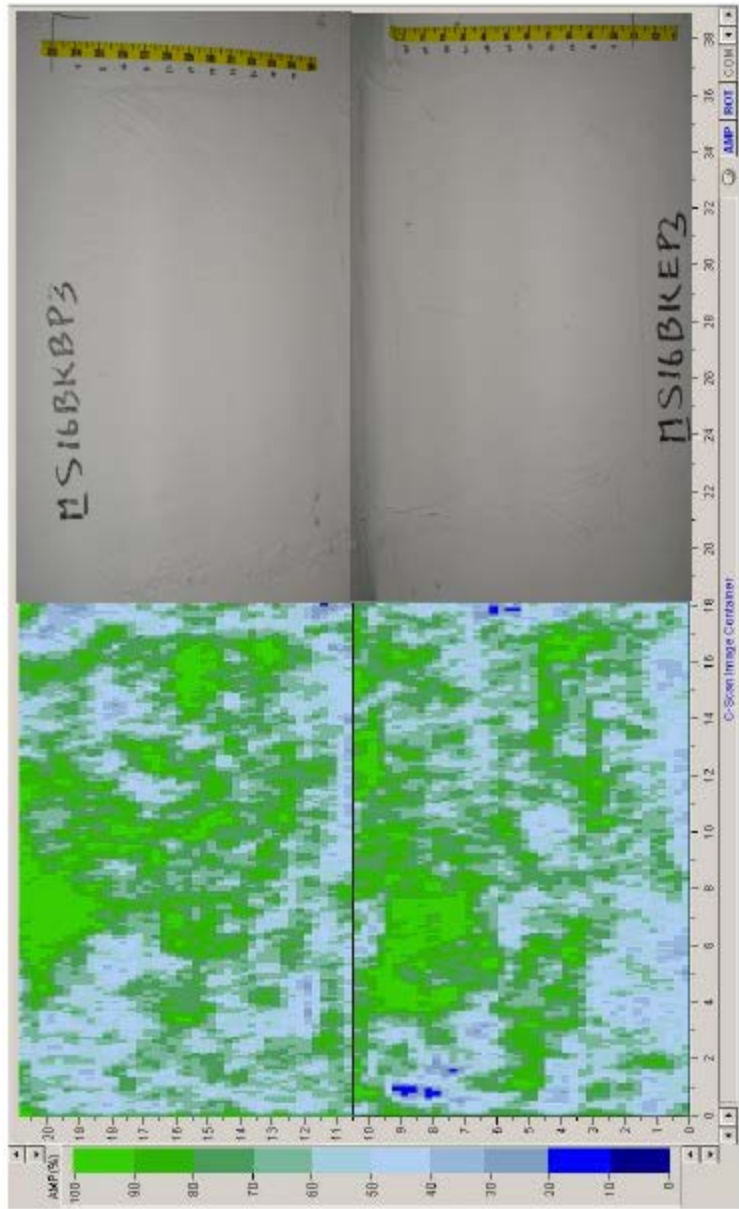 MS16BKBP3
MS16BKEP3
AMP(%)
100 90 80 70 60 50 40 30 20 10 0
20 19 18 17 16 15 14 13 12 11
10 9 8 7 6 5 4 3 2 1 0
0 2 4 6 8 10 12 14 16 18 20 22 24 26 28 30 32 34 36 38
C-Scan Image Container
AMP ROT COM